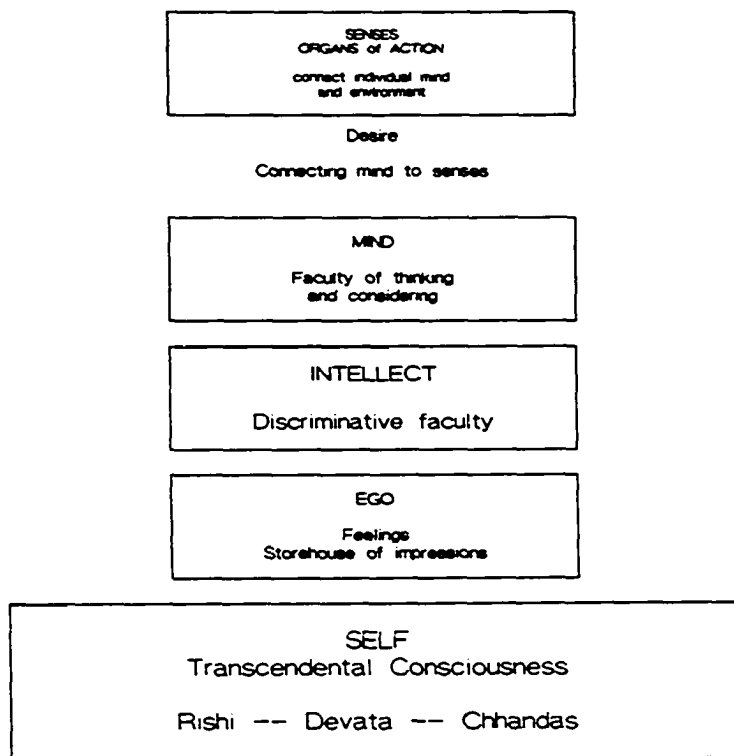 SENSES
ORGANS of ACTION
connect individual mind
and environment
Desire
Connecting mind to senses
MIND
Faculty of thinking
and considering
INTELLECT
Discriminative faculty
EGO
Feelings
Storehouse of impressions
SELF
Transcendental Consciousness
Rishi -- Devata -- Chhandas